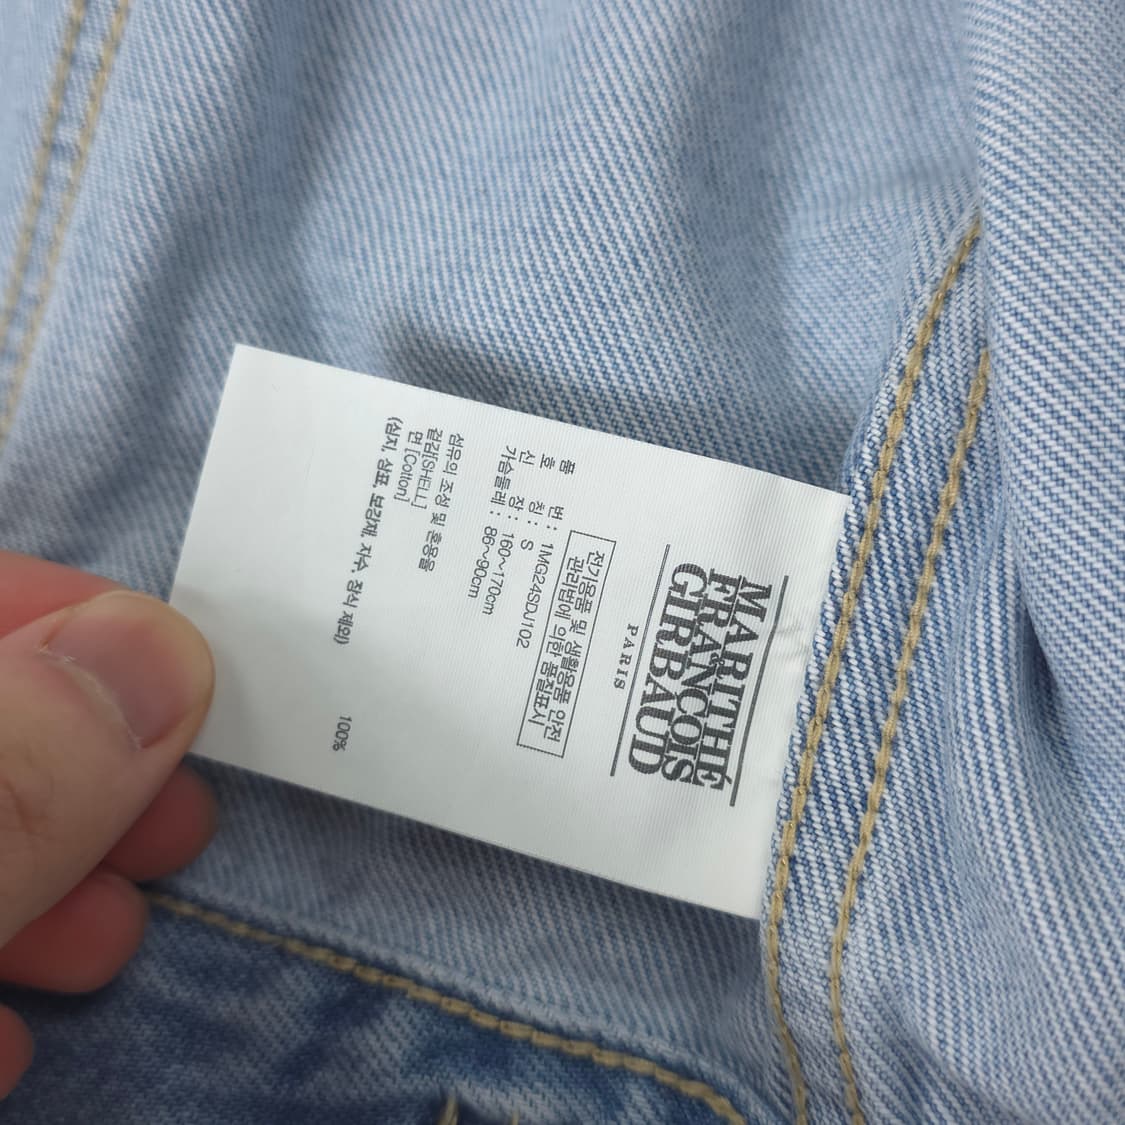 MARITHÉ
FRANCOIS
GIRBAUD
PARIS
전기용품 및 생활용품 안전
관리법에 의한 품질표시
품 번 : 1MG24SDJ102
호 칭 : S
신 장 : 160~170cm
가슴둘레 : 86~90cm
섬유의 조성 및 혼용율
겉감[SHELL]
면 [Cotton] 100%
(심지, 상표, 보강재, 자수, 장식 제외)